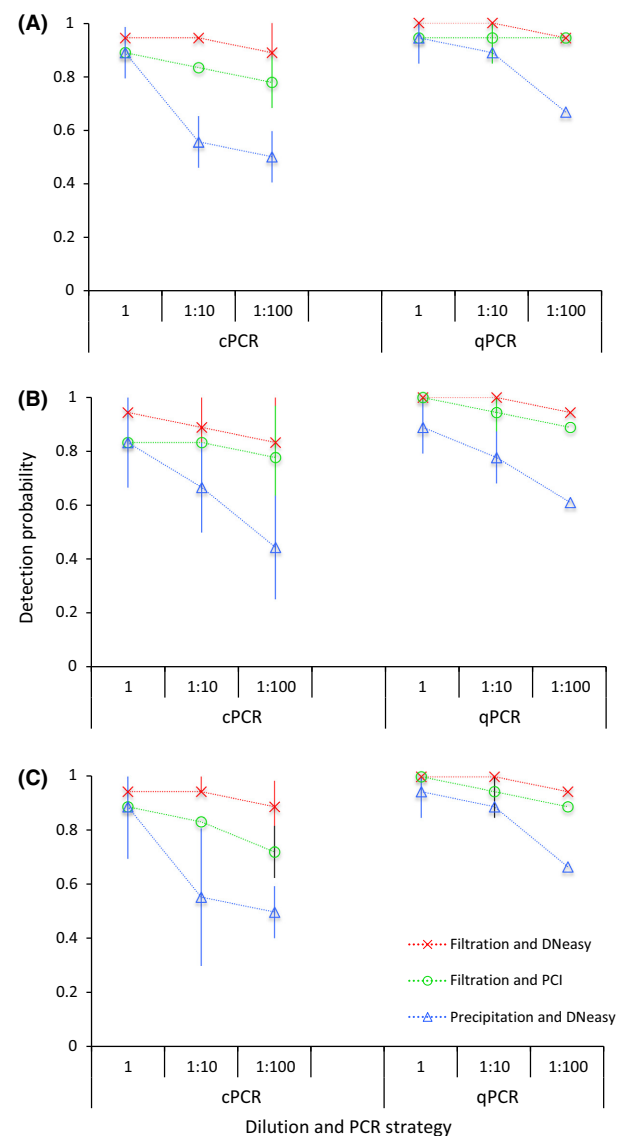 (A)
1
0.8
0.6
0.4
0.2
0
1 1:10 1:100 1 1:10 1:100
cPCR qPCR
(B)
1
0.8
0.6
0.4
0.2
0
Detection probability
1 1:10 1:100 1 1:10 1:100
cPCR qPCR
(C)
1
0.8
0.6
0.4
0.2
0
Filtration and DNeasy
Filtration and PCI
Precipitation and DNeasy
1 1:10 1:100 1 1:10 1:100
cPCR qPCR
Dilution and PCR strategy